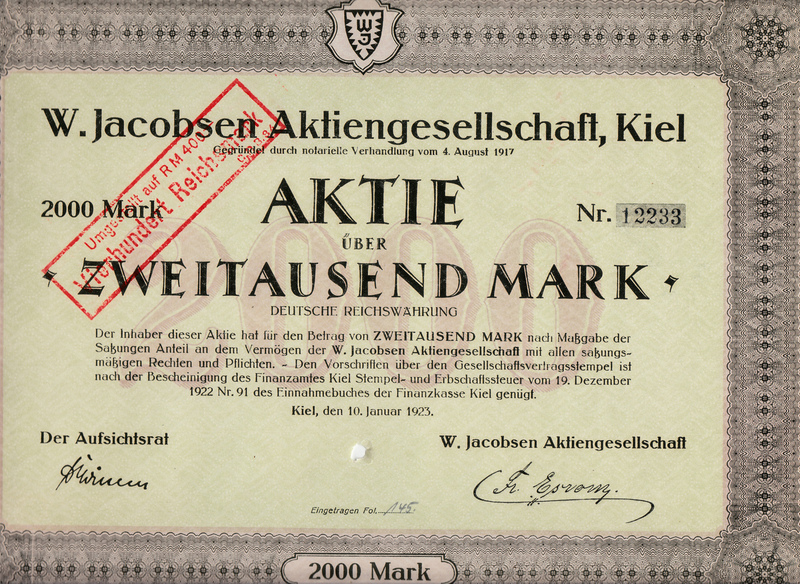 W. Jacobsen Aktiengesellschaft, Kiel
Gegründet durch notarielle Verhandlung vom 4. August 1917
Umgestellt auf RM 400.-
Vierhundert Reichsmark
2000 Mark
AKTIE
Nr. 12233
ÜBER
ZWEITAUSEND MARK
DEUTSCHE REICHSWÄHRUNG
Der Inhaber dieser Aktie hat für den Betrag von ZWEITAUSEND MARK nach Maßgabe der
Saßungen Anteil an dem Vermögen der W. Jacobsen Aktiengesellschaft mit allen saßungs-
mäßigen Rechten und Pflichten. – Den Vorschriften über den Gesellschaftsvertragsstempel ist
nach der Bescheinigung des Finanzamtes Kiel Stempel- und Erbschaftssteuer vom 19. Dezember
1922 Nr. 91 des Einnahmebuches der Finanzkasse Kiel genügt.
Kiel, den 10. Januar 1923.
Der Aufsichtsrat
W. Jacobsen Aktiengesellschaft
Eingetragen Fol. 145.
2000 Mark